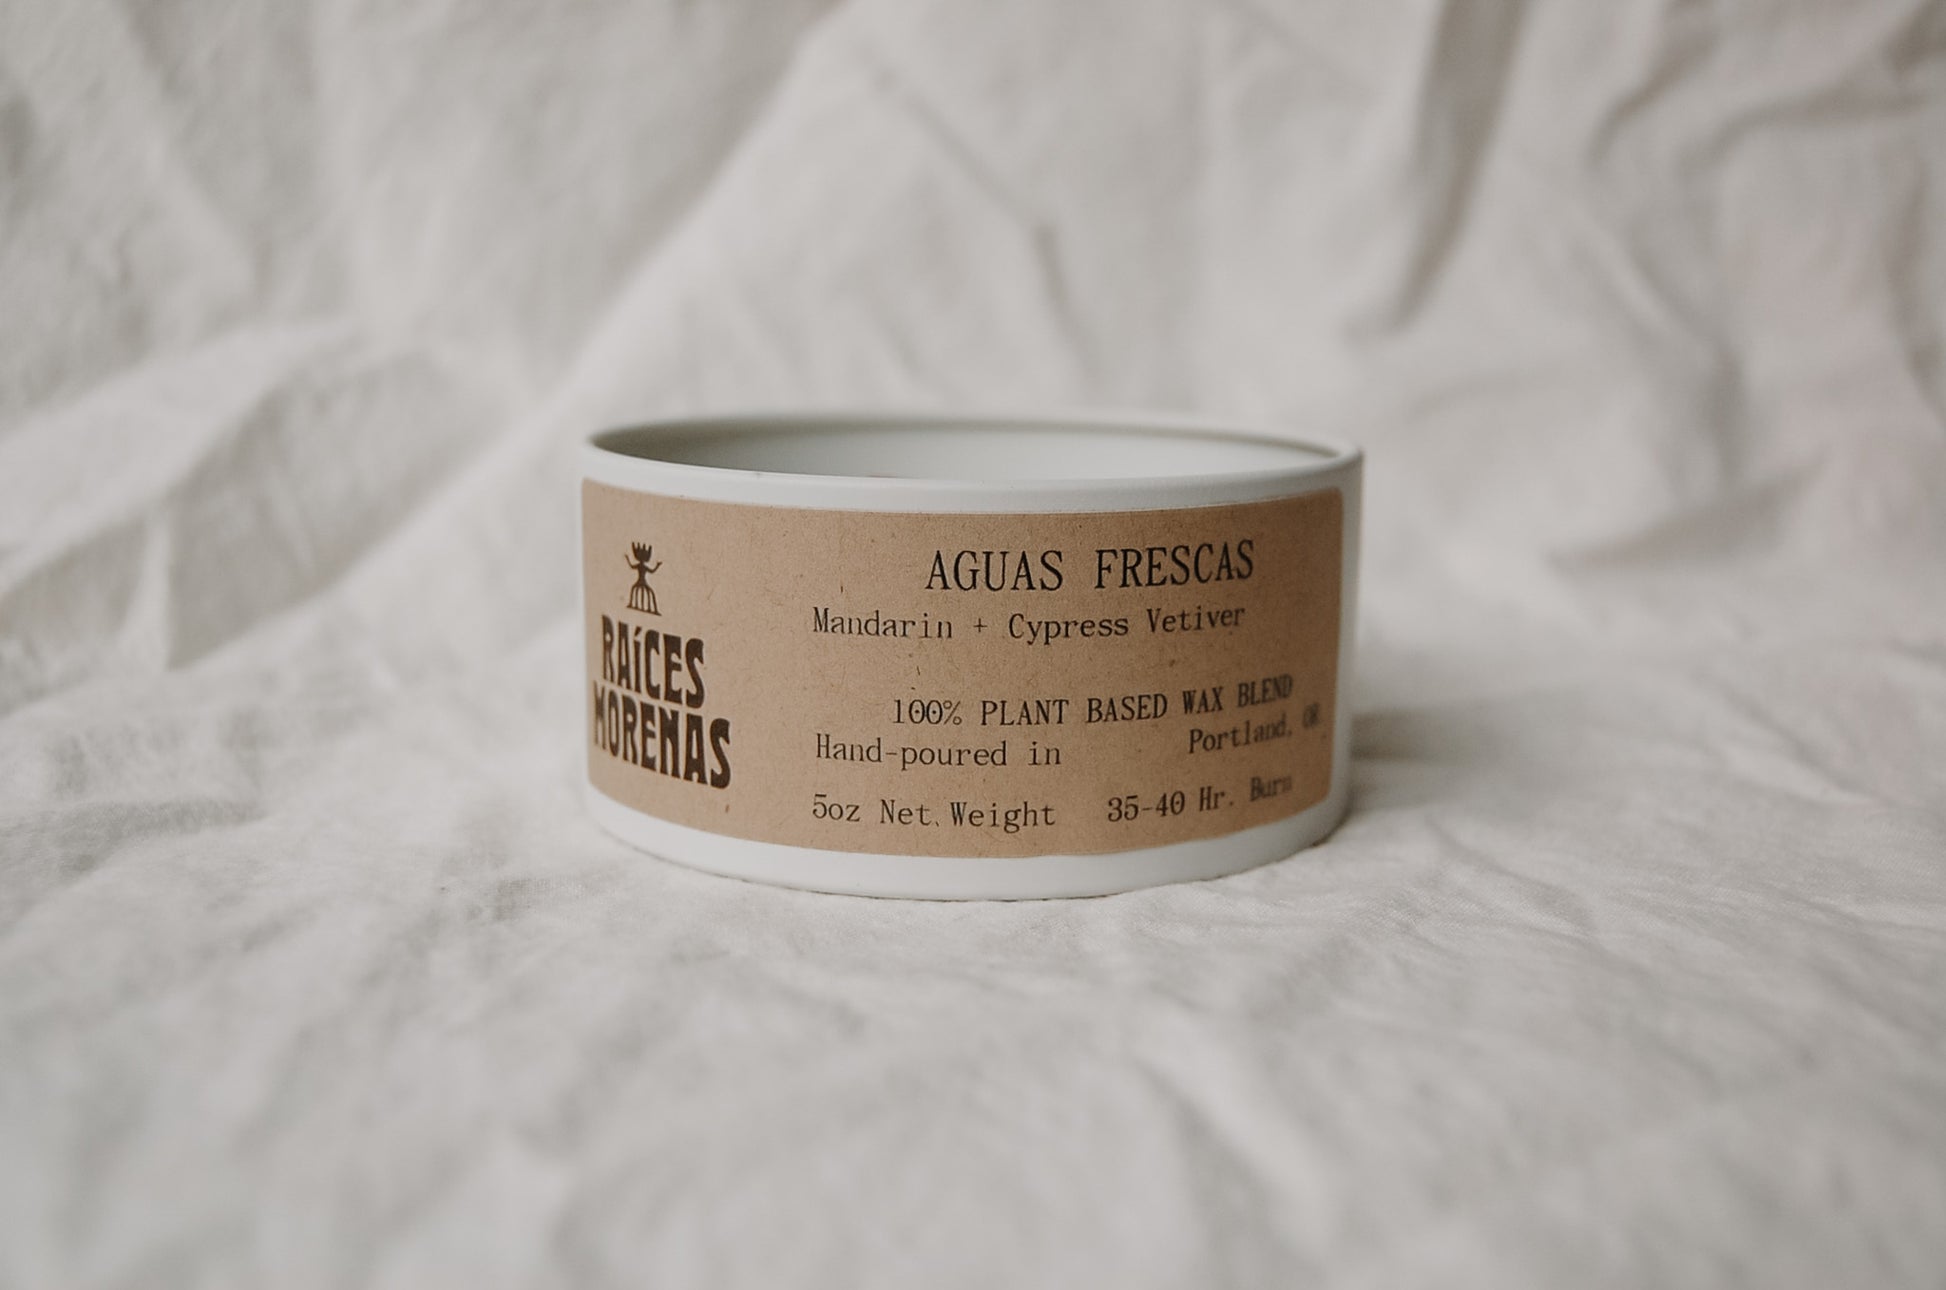 RAíCES
MORENAS
AGUAS FRESCAS
Mandarin + Cypress Vetiver
100% PLANT BASED WAX BLEND
Hand-poured in Portland, OR
5oz Net.Weight 35-40 Hr. Burn